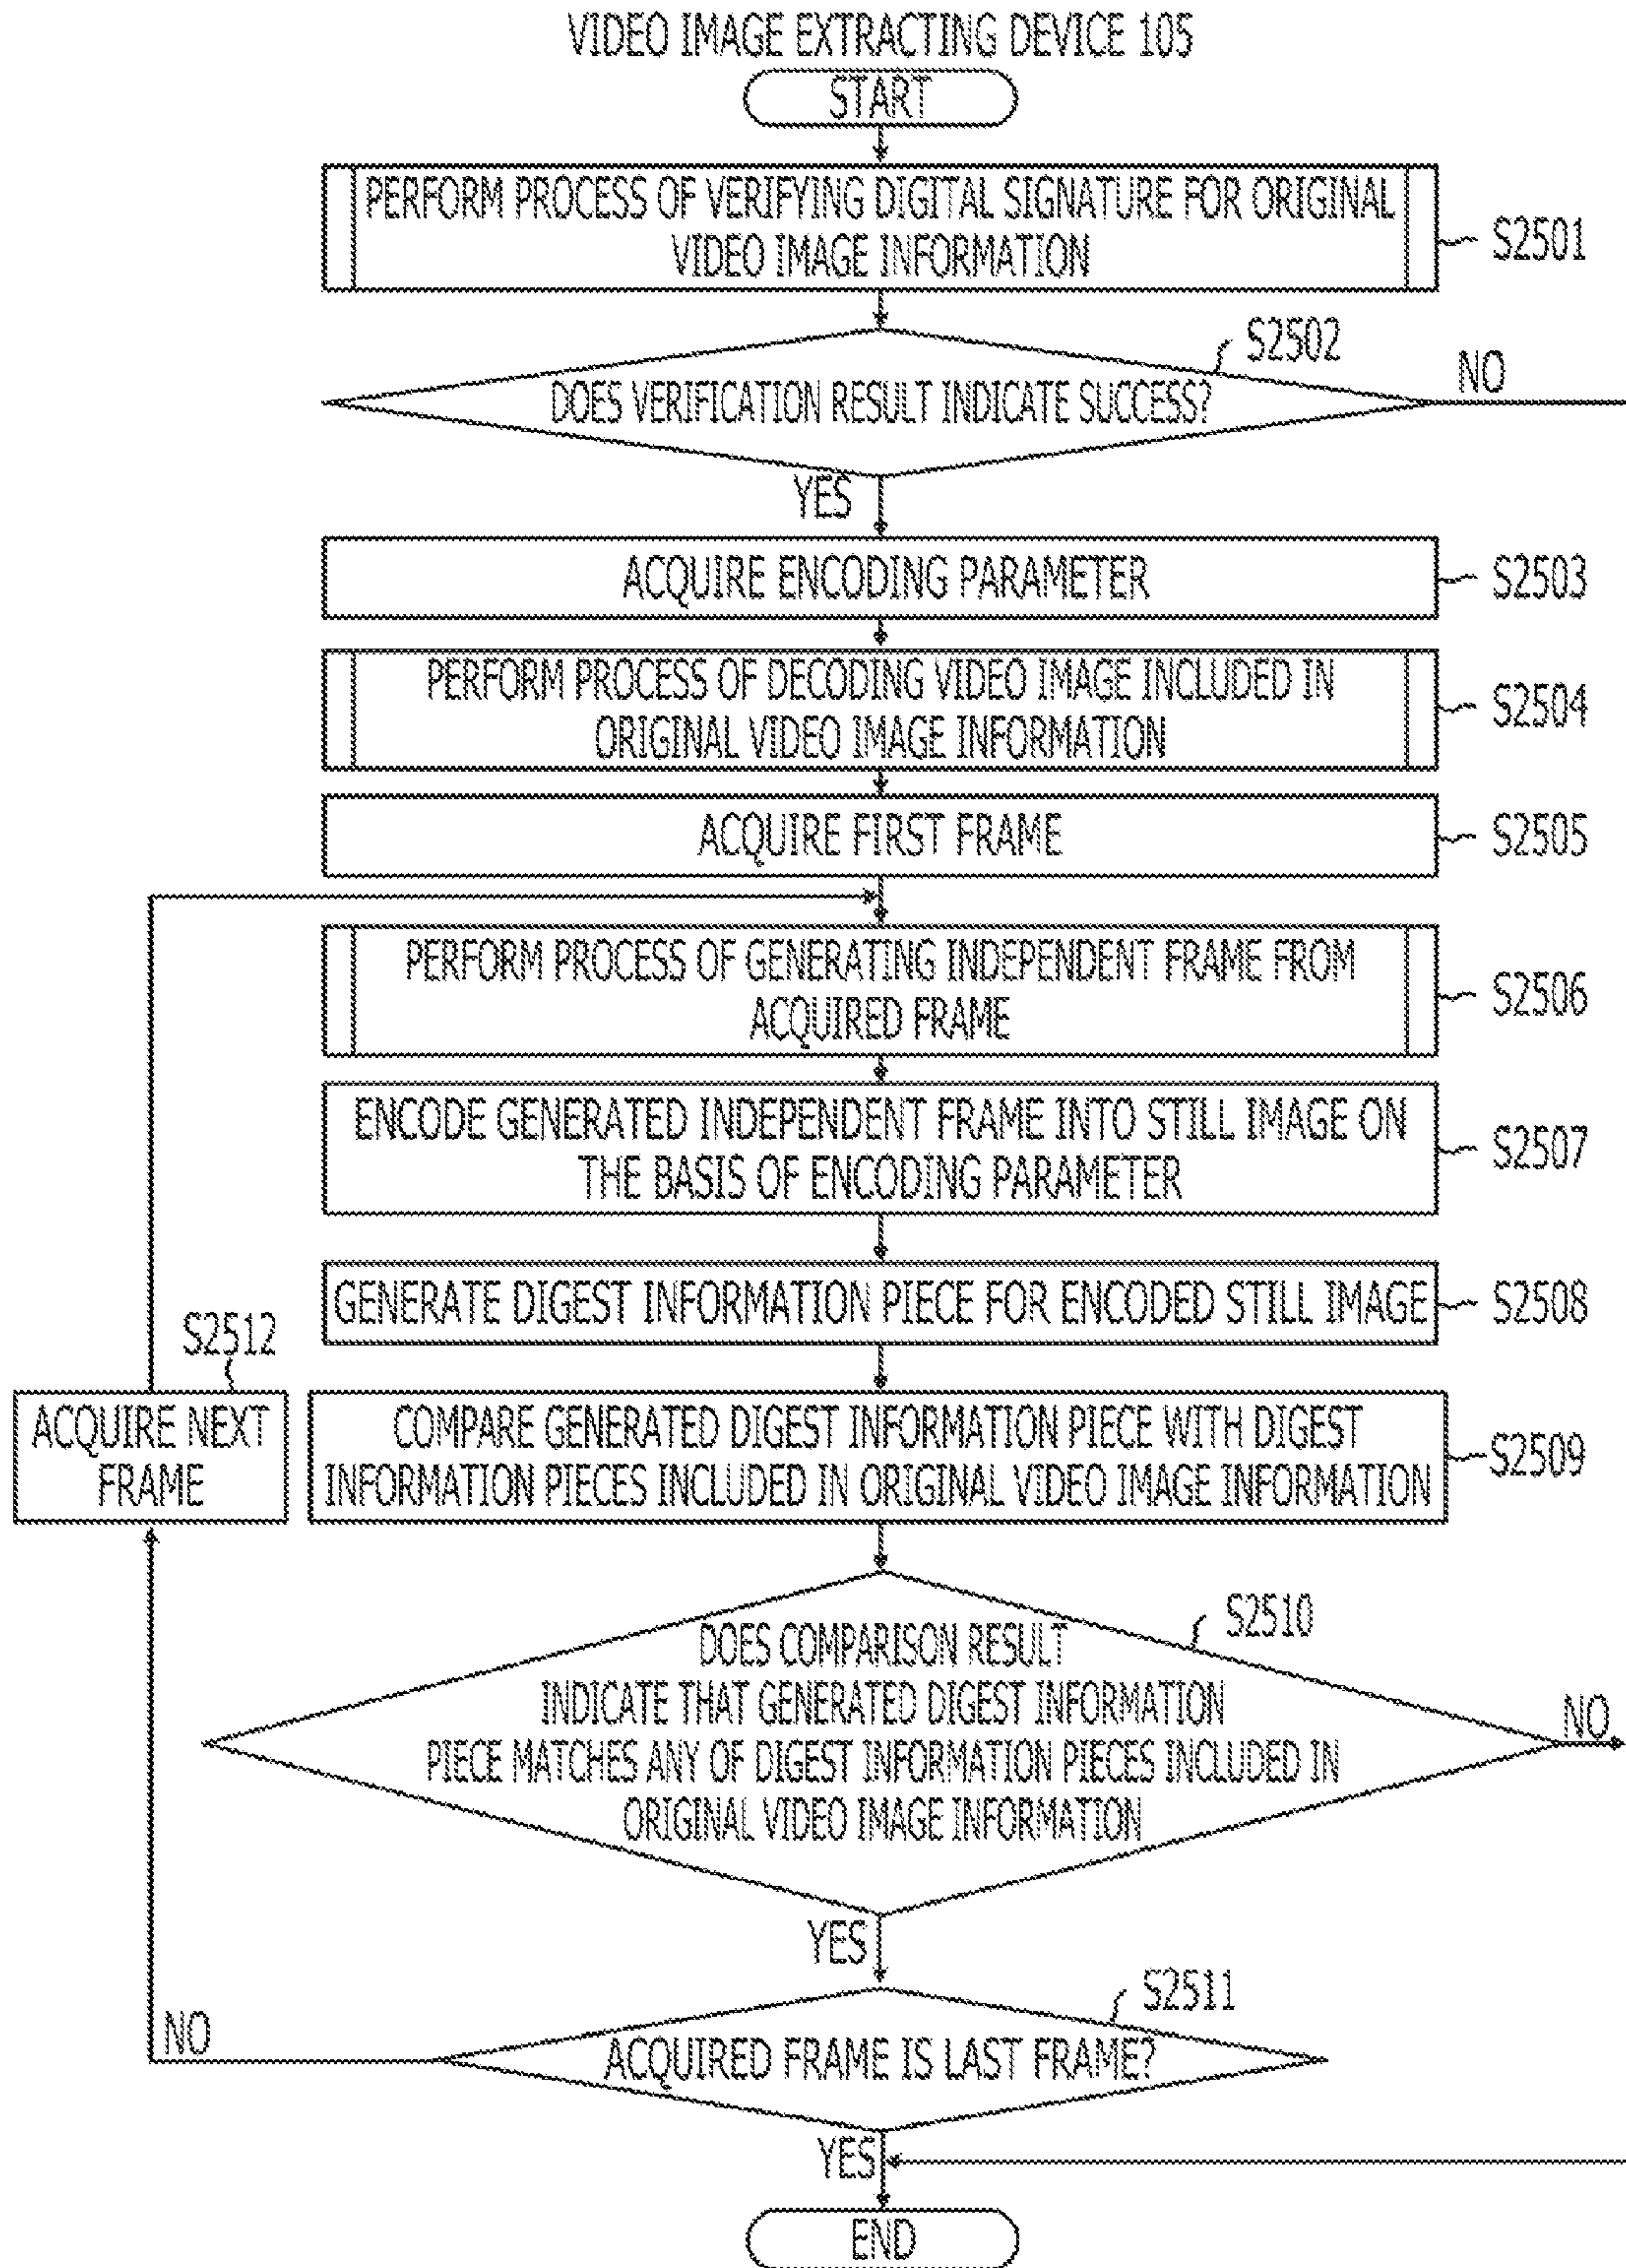 VIDEO IMAGE EXTRACTING DEVICE 105
START
PERFORM PROCESS OF VERIFYING DIGITAL SIGNATURE FOR ORIGINAL
VIDEO IMAGE INFORMATION
S2501
S2502
DOES VERIFICATION RESULT INDICATE SUCCESS?
NO
YES
ACQUIRE ENCODING PARAMETER
S2503
PERFORM PROCESS OF DECODING VIDEO IMAGE INCLUDED IN
ORIGINAL VIDEO IMAGE INFORMATION
S2504
ACQUIRE FIRST FRAME
S2505
PERFORM PROCESS OF GENERATING INDEPENDENT FRAME FROM
ACQUIRED FRAME
S2506
ENCODE GENERATED INDEPENDENT FRAME INTO STILL IMAGE ON
THE BASIS OF ENCODING PARAMETER
S2507
GENERATE DIGEST INFORMATION PIECE FOR ENCODED STILL IMAGE
S2508
S2512
ACQUIRE NEXT
FRAME
COMPARE GENERATED DIGEST INFORMATION PIECE WITH DIGEST
INFORMATION PIECES INCLUDED IN ORIGINAL VIDEO IMAGE INFORMATION
S2509
S2510
DOES COMPARISON RESULT
INDICATE THAT GENERATED DIGEST INFORMATION
PIECE MATCHES ANY OF DIGEST INFORMATION PIECES INCLUDED IN
ORIGINAL VIDEO IMAGE INFORMATION
NO
YES
S2511
ACQUIRED FRAME IS LAST FRAME?
NO
YES
END